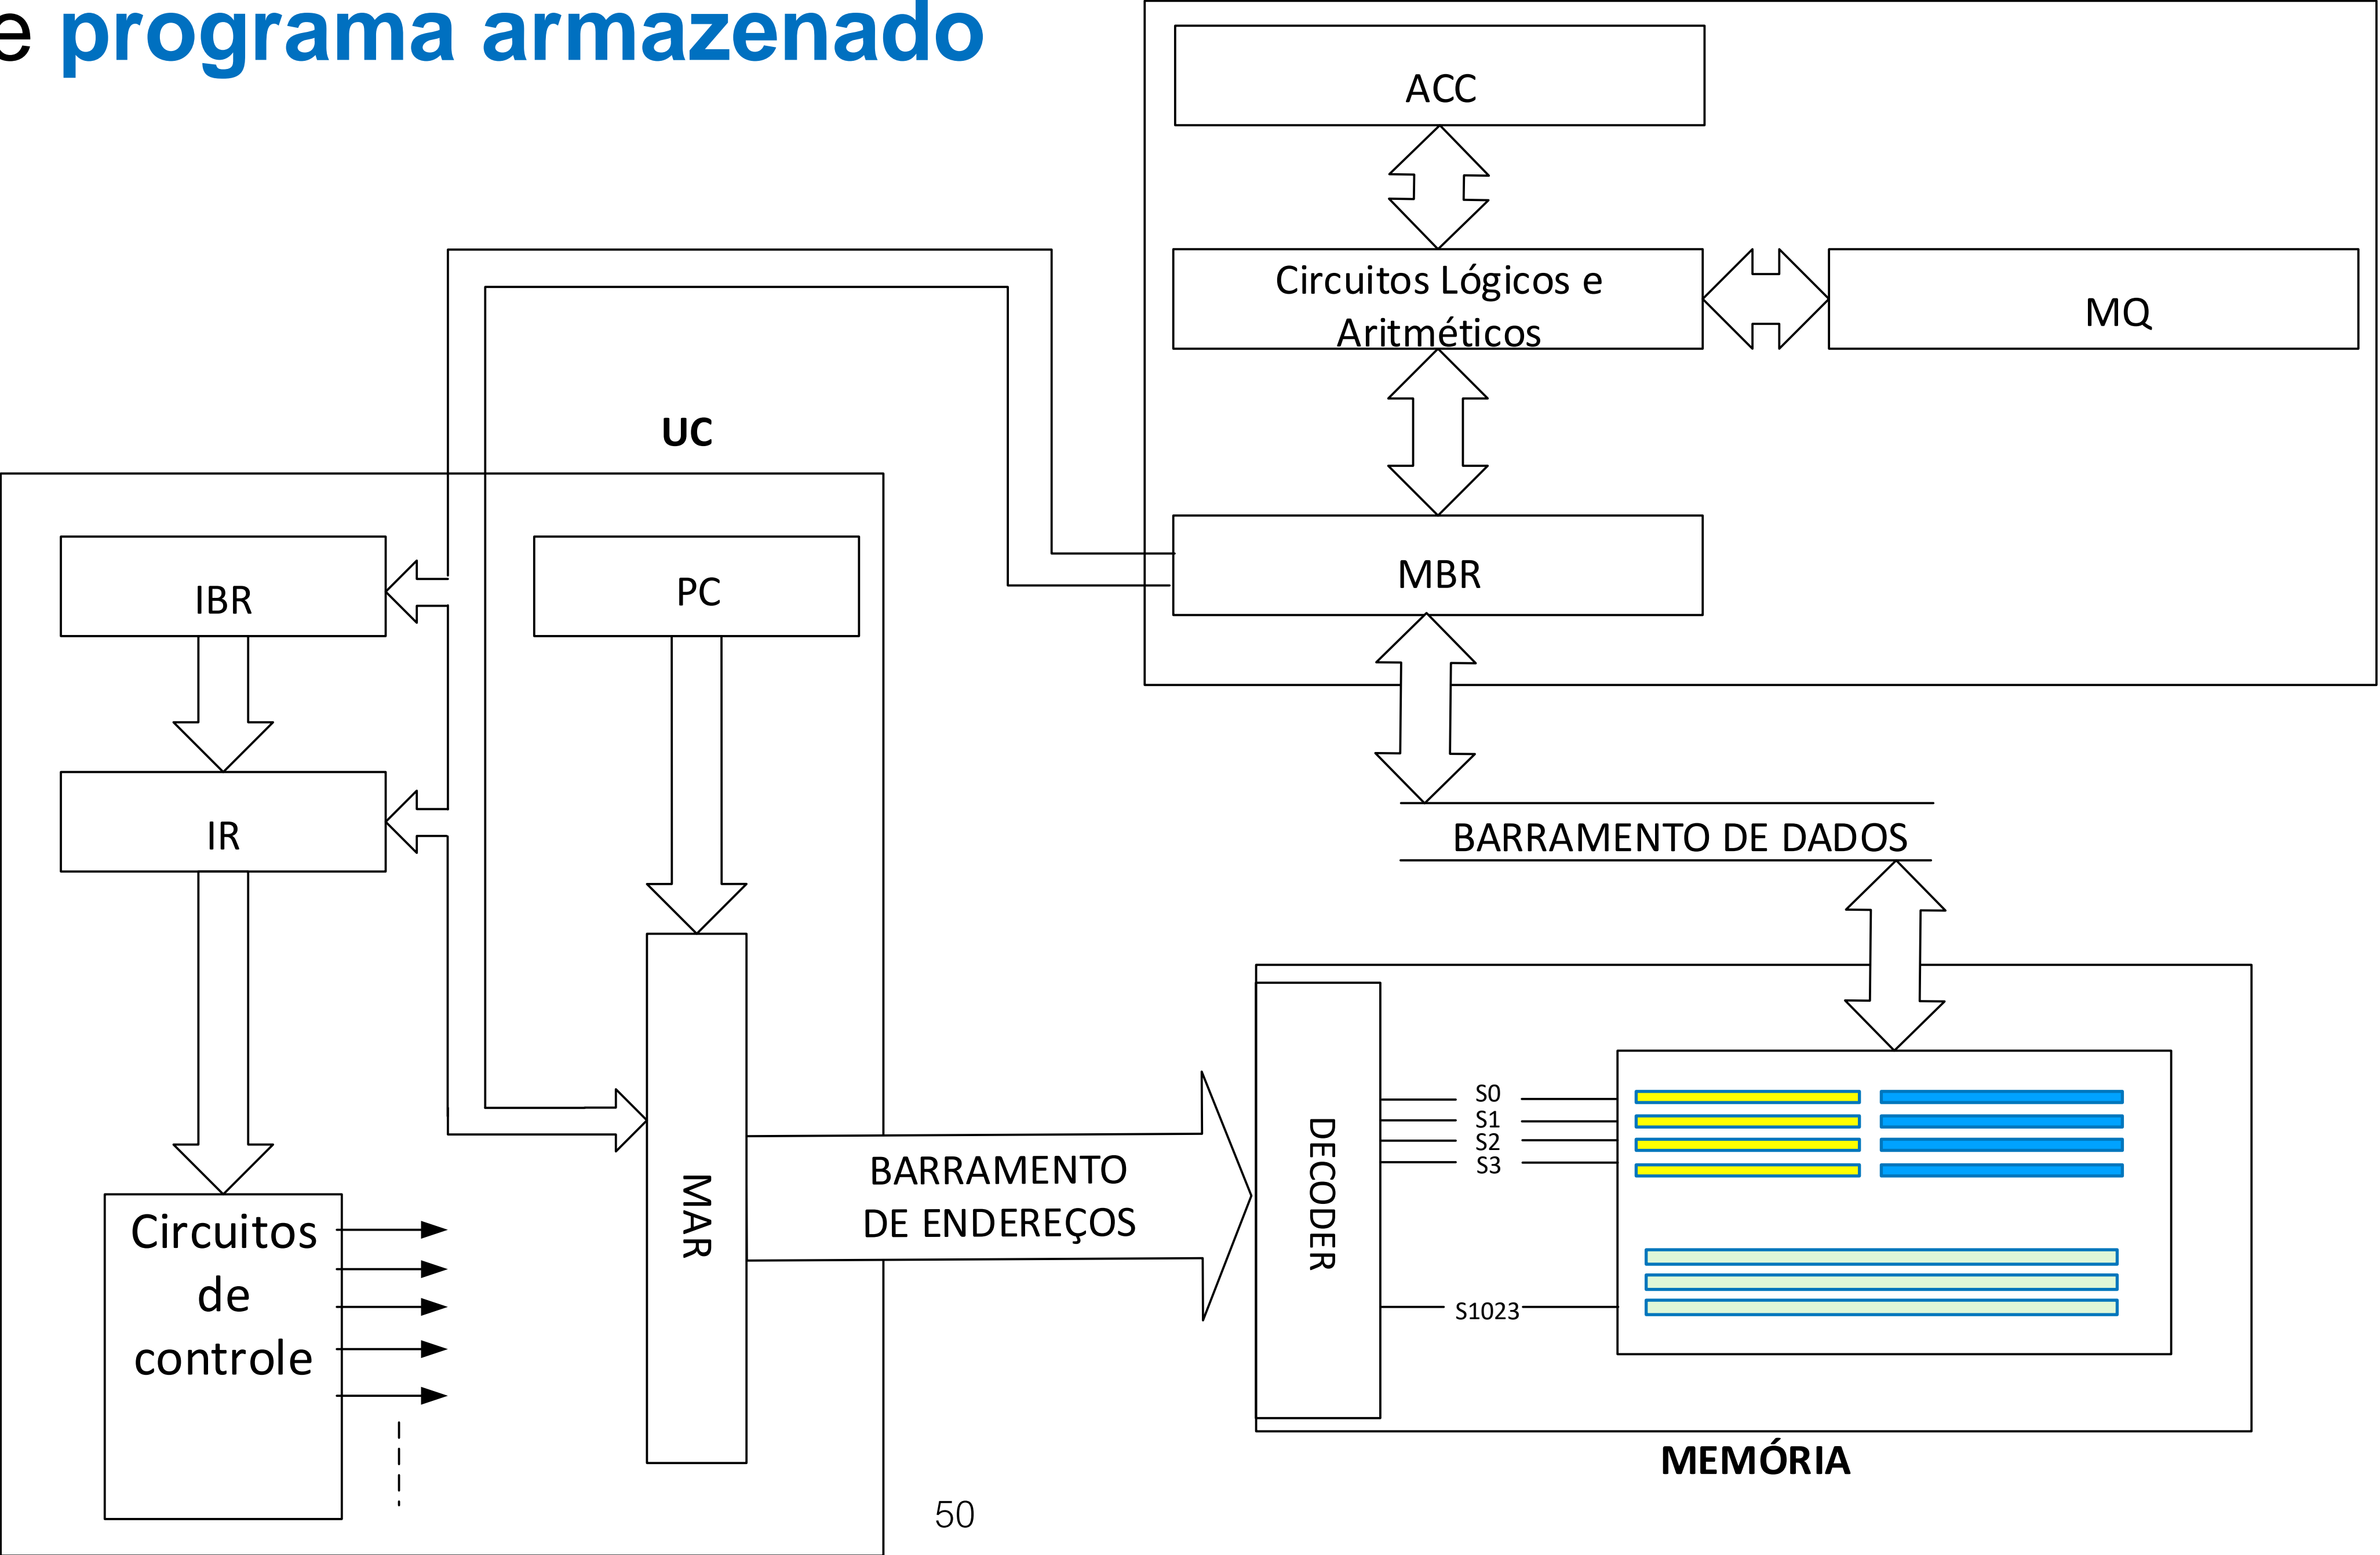 e programa armazenado
ACC
Circuitos Lógicos e
Aritméticos
MQ
UC
MBR
IBR
PC
IR
BARRAMENTO DE DADOS
MAR
BARRAMENTO
DE ENDEREÇOS
DECODER
S0
S1
S2
S3
S1023
Circuitos
de
controle
MEMÓRIA
50